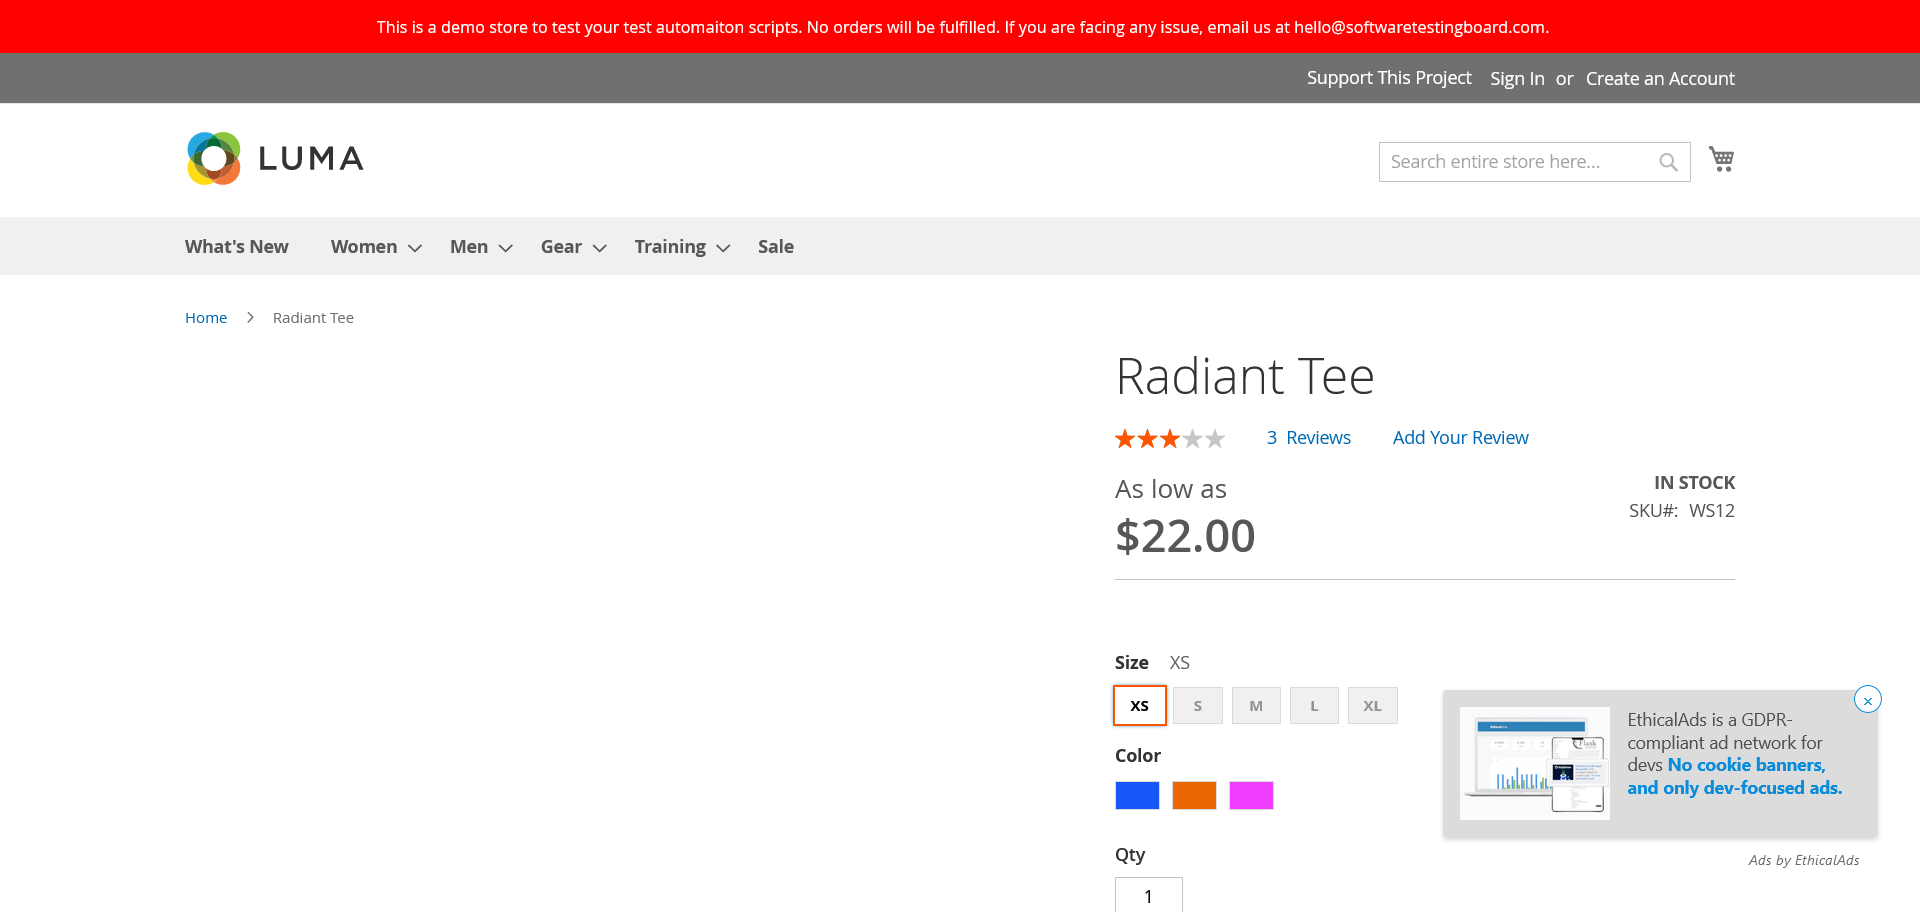 This is a demo store to test your test automaiton scripts. No orders will be fulfilled. If you are facing any issue, email us at hello@softwaretestingboard.com.
Support This Project Sign In or Create an Account
LUMA
Search entire store here...
What's New Women Men Gear Training Sale
Home Radiant Tee
Radiant Tee
3 Reviews Add Your Review
As low as
IN STOCK
$22.00
SKU#: WS12
Size XS
XS S M L XL
Color
EthicalAds is a GDPR-
compliant ad network for
devs No cookie banners,
and only dev-focused ads.
Qty
Ads by EthicalAds
1